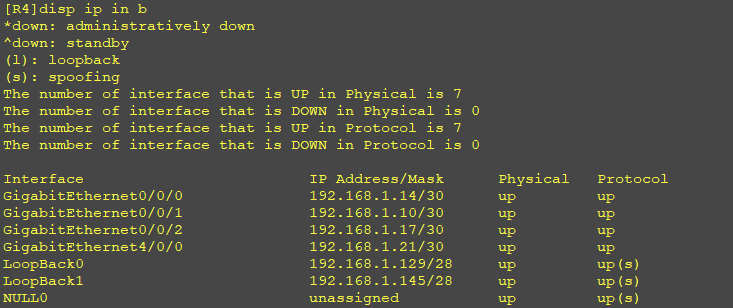 [R4]disp ip in b
*down: administratively down
^down: standby
(l): loopback
(s): spoofing
The number of interface that is UP in Physical is 7
The number of interface that is DOWN in Physical is 0
The number of interface that is UP in Protocol is 7
The number of interface that is DOWN in Protocol is 0
Interface IP Address/Mask Physical Protocol
GigabitEthernet0/0/0 192.168.1.14/30 up up
GigabitEthernet0/0/1 192.168.1.10/30 up up
GigabitEthernet0/0/2 192.168.1.17/30 up up
GigabitEthernet4/0/0 192.168.1.21/30 up up
LoopBack0 192.168.1.129/28 up up(s)
LoopBack1 192.168.1.145/28 up up(s)
NULL0 unassigned up up(s)